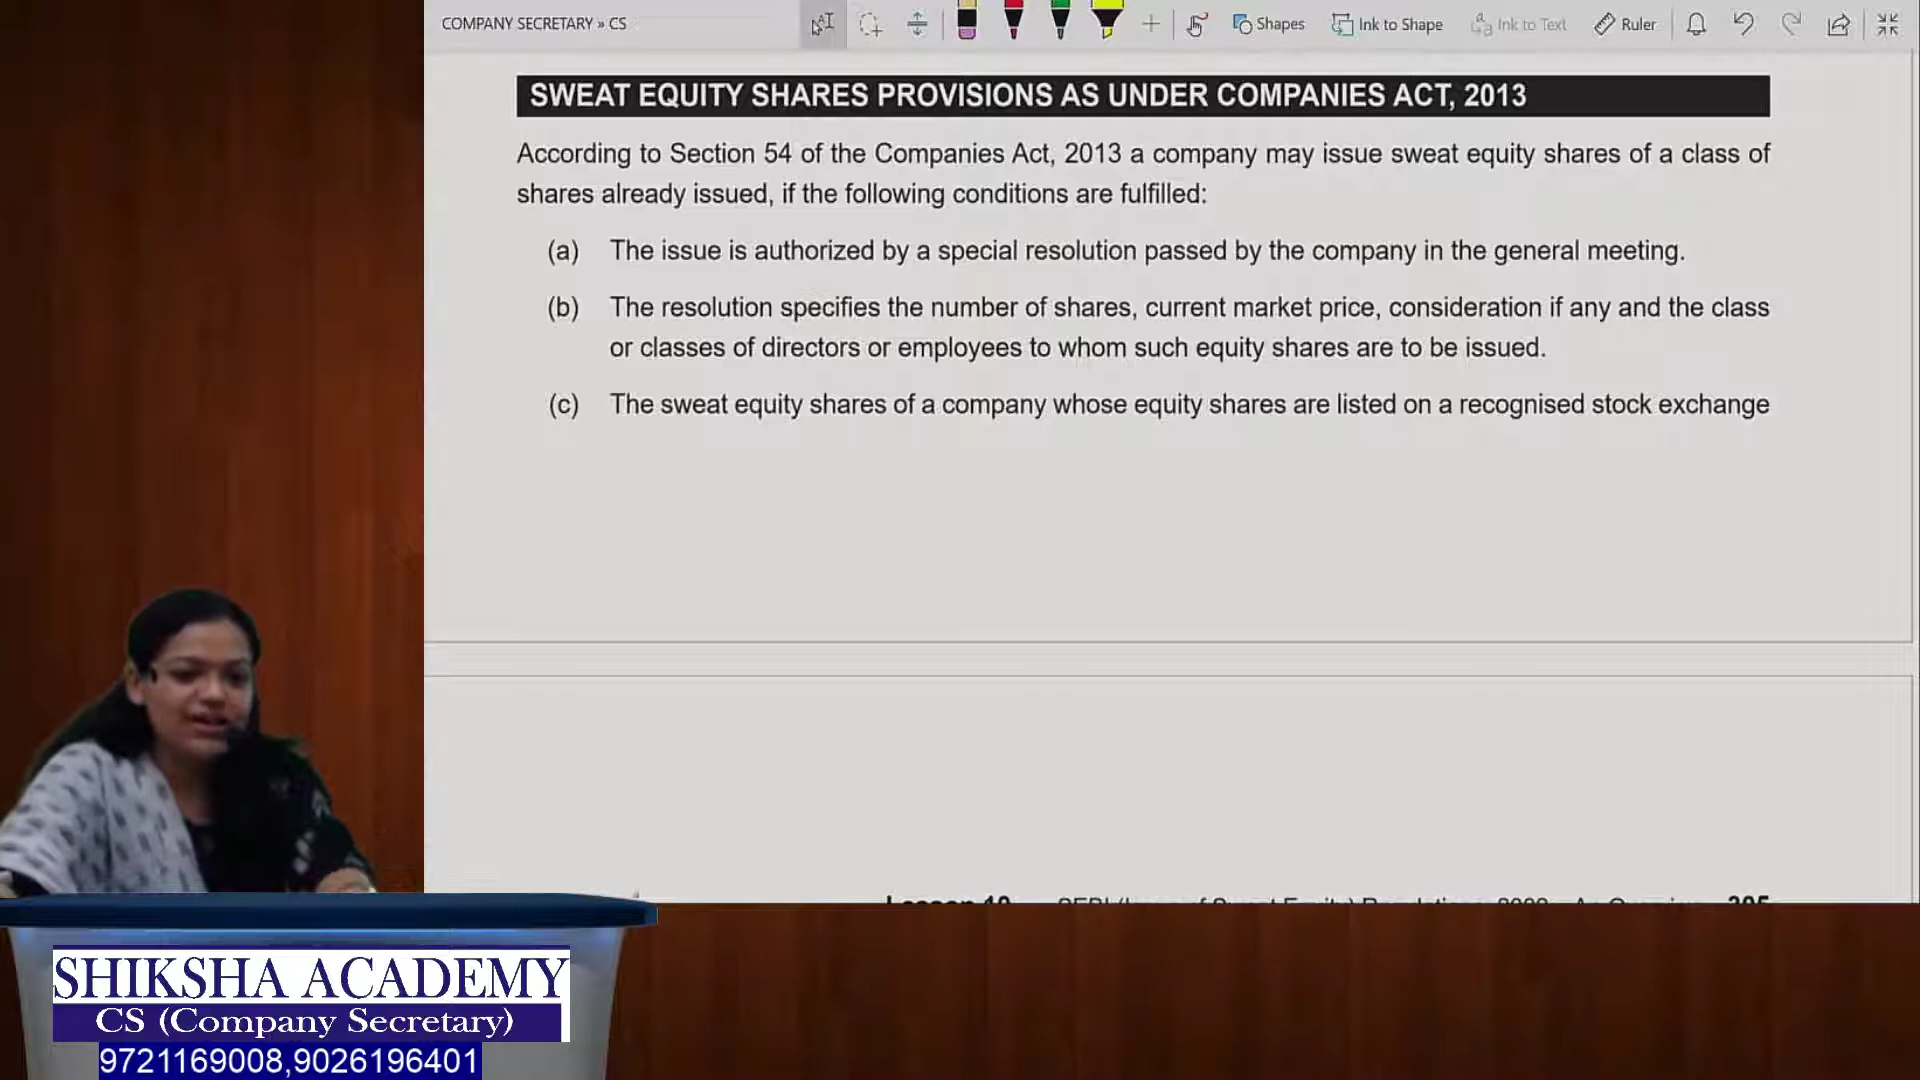 COMPANY SECRETARY » CS
Shapes
Ink to Shape
Ink to Text
Ruler
SWEAT EQUITY SHARES PROVISIONS AS UNDER COMPANIES ACT, 2013
According to Section 54 of the Companies Act, 2013 a company may issue sweat equity shares of a class of
shares already issued, if the following conditions are fulfilled:
(a) The issue is authorized by a special resolution passed by the company in the general meeting.
(b) The resolution specifies the number of shares, current market price, consideration if any and the class
or classes of directors or employees to whom such equity shares are to be issued.
(c) The sweat equity shares of a company whose equity shares are listed on a recognised stock exchange
SHIKSHA ACADEMY
CS (Company Secretary)
9721169008,9026196401